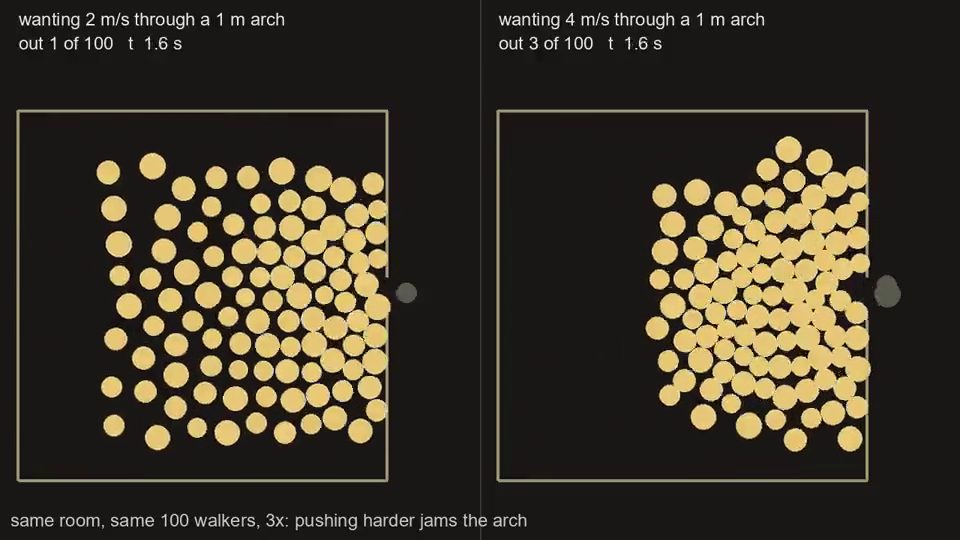 wanting 2 m/s through a 1 m arch
out 1 of 100   t  1.6 s
wanting 4 m/s through a 1 m arch
out 3 of 100   t  1.6 s
same room, same 100 walkers, 3x: pushing harder jams the arch